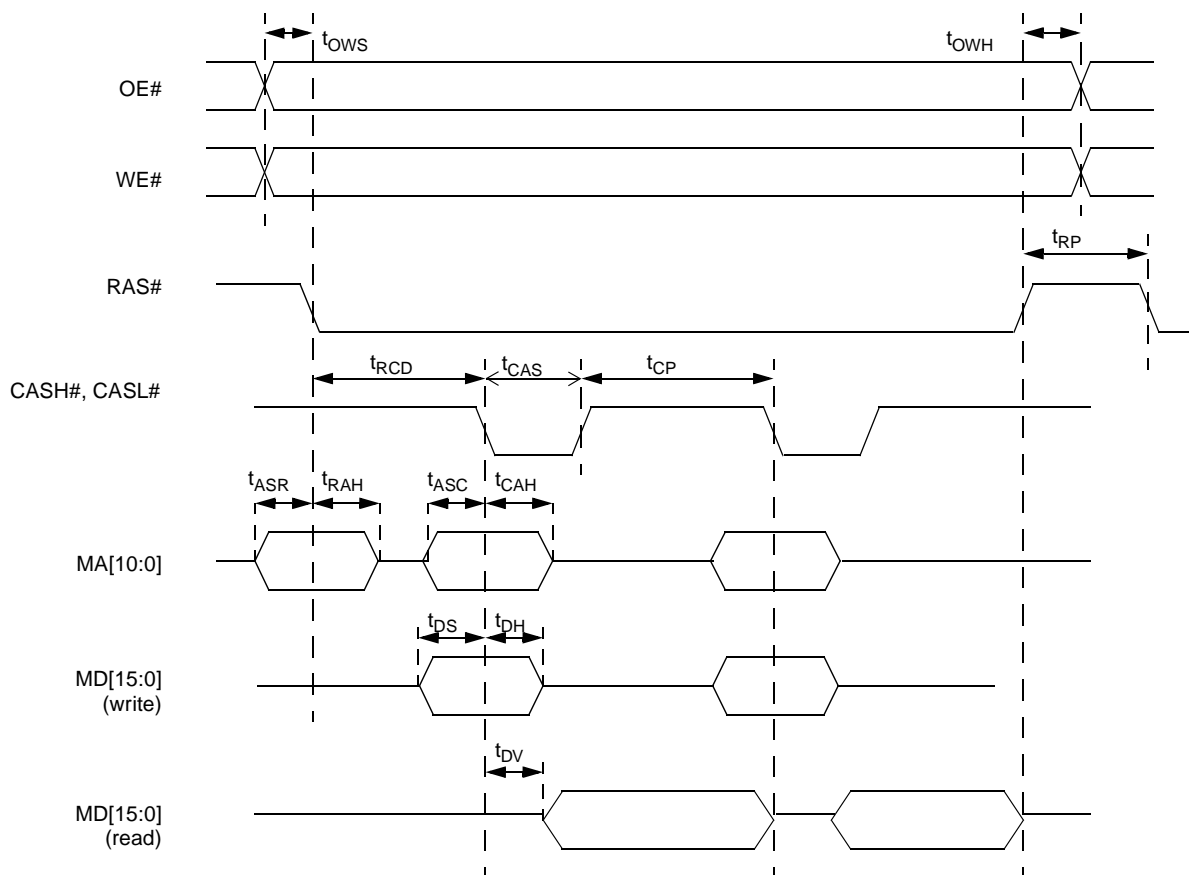 tOWS
tOWH
OE#
WE#
tRP
RAS#
tRCD
tCAS
tCP
CASH#, CASL#
tASR
tRAH
tASC
tCAH
MA[10:0]
tDS
tDH
MD[15:0]
(write)
tDV
MD[15:0]
(read)